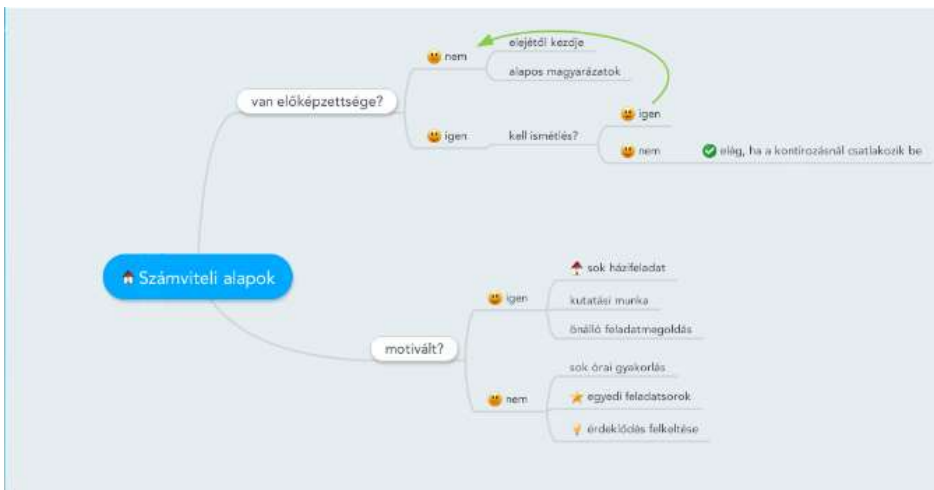 elejétől kezdje
nem
alapos magyarázatok
van előképzettsége?
igen
igen
kell ismétlés?
nem
elég, ha a kontírozásnál csatlakozik be
Számviteli alapok
sok házifeladat
igen
kutatási munka
önálló feladatmegoldás
motivált?
sok órai gyakorlás
nem
egyedi feladatsorok
érdeklődés felkeltése